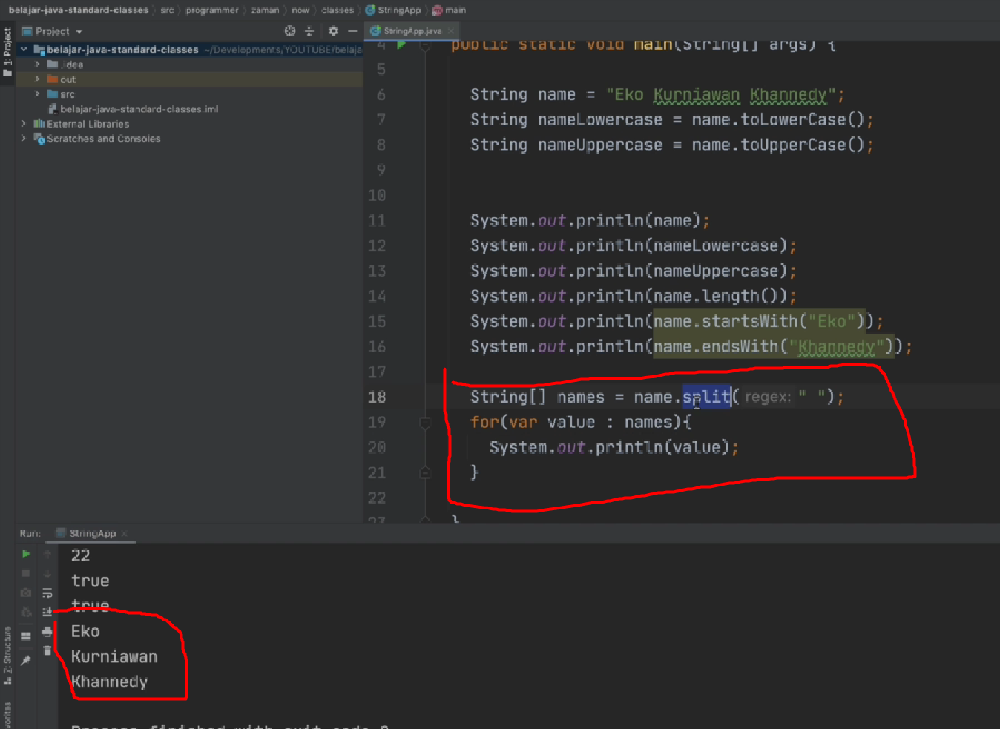 belajar-java-standard-classes > src > programmer > zaman > now > classes > StringApp > main
1: Project
Project
StringApp.java
belajar-java-standard-classes ~/Developments/YOUTUBE/belaja
.idea
out
src
belajar-java-standard-classes.iml
External Libraries
Scratches and Consoles
4 public static void main(String[] args) {
5
6 String name = "Eko Kurniawan Khannedy";
7 String nameLowercase = name.toLowerCase();
8 String nameUppercase = name.toUpperCase();
9
10
11 System.out.println(name);
12 System.out.println(nameLowercase);
13 System.out.println(nameUppercase);
14 System.out.println(name.length());
15 System.out.println(name.startsWith("Eko"));
16 System.out.println(name.endsWith("Khannedy"));
17
18 String[] names = name.split( regex: " ");
19 for(var value : names){
20 System.out.println(value);
21 }
22
23 }
Run: StringApp
22
true
true
Eko
Kurniawan
Khannedy
Process finished with exit code 0
Z: Structure
vorites